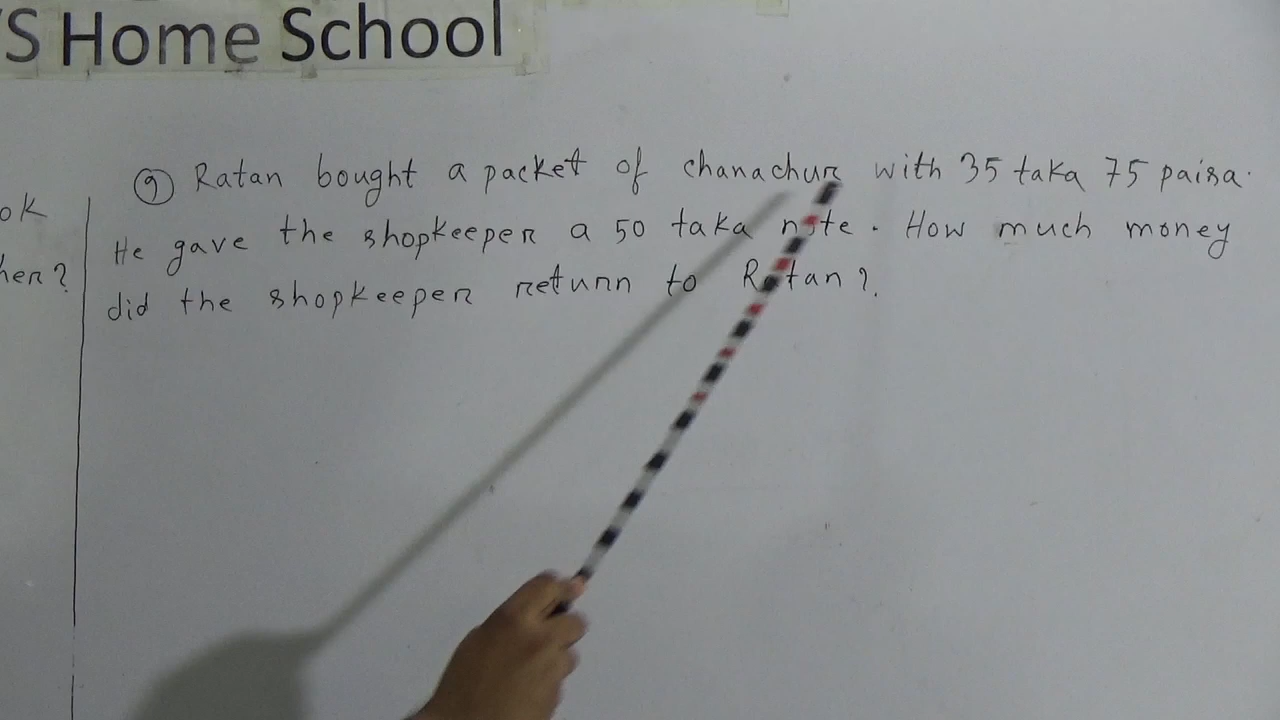 'S Home School
⑨ Ratan bought a packet of chanachur with 35 taka 75 paisa.
He gave the shopkeeper a 50 taka note. How much money
did the shopkeeper return to Ratan?
ok
her?